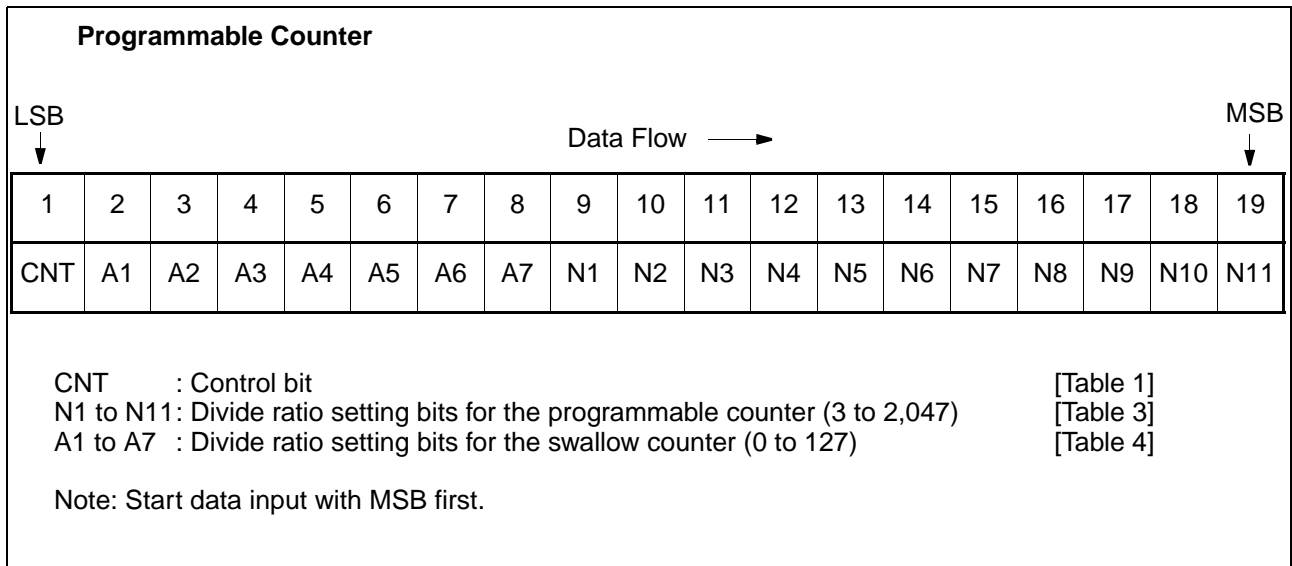 Programmable Counter
LSB
MSB
Data Flow
1 2 3 4 5 6 7 8 9 10 11 12 13 14 15 16 17 18 19
CNT A1 A2 A3 A4 A5 A6 A7 N1 N2 N3 N4 N5 N6 N7 N8 N9 N10 N11
CNT : Control bit [Table 1]
N1 to N11: Divide ratio setting bits for the programmable counter (3 to 2,047) [Table 3]
A1 to A7 : Divide ratio setting bits for the swallow counter (0 to 127) [Table 4]
Note: Start data input with MSB first.